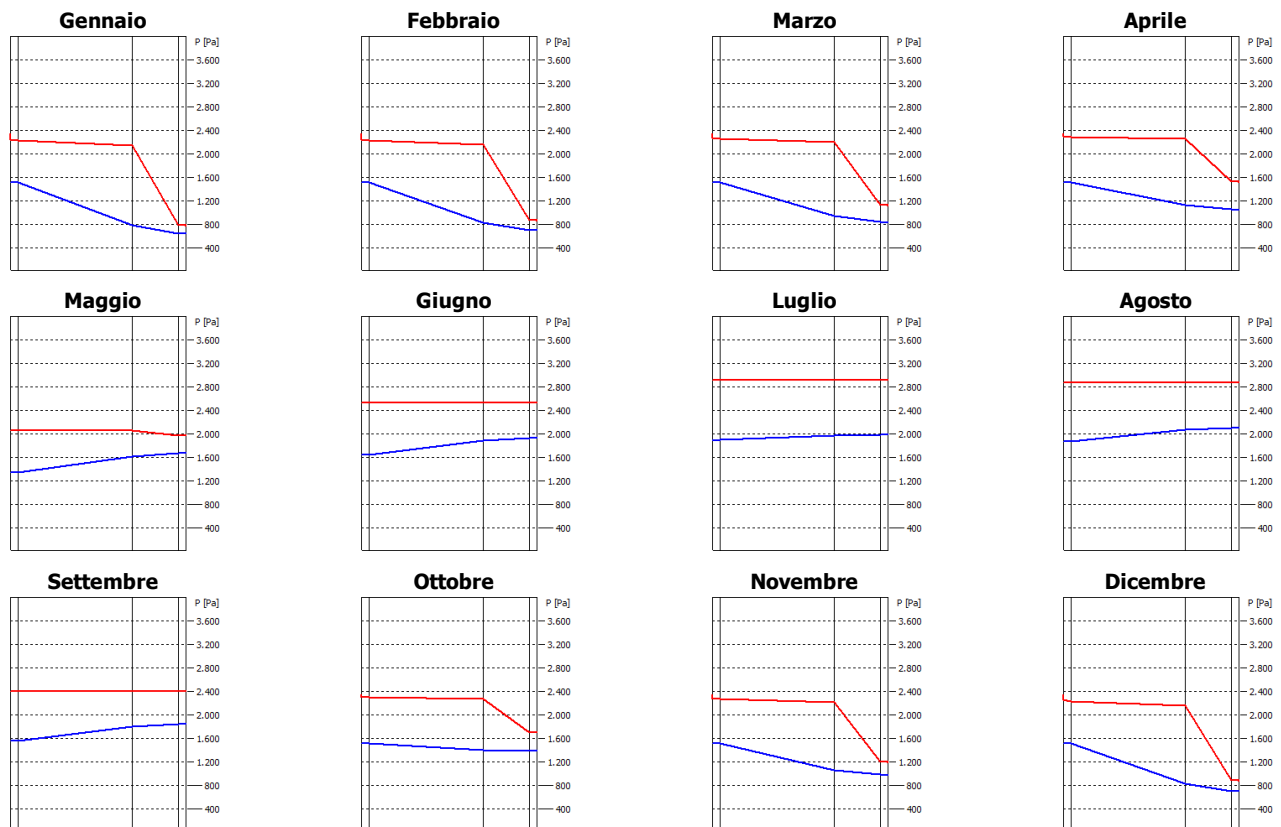 Gennaio Febbraio Marzo Aprile
P [Pa] P [Pa] P [Pa] P [Pa]
3.600 3.600 3.600 3.600
3.200 3.200 3.200 3.200
2.800 2.800 2.800 2.800
2.400 2.400 2.400 2.400
2.000 2.000 2.000 2.000
1.600 1.600 1.600 1.600
1.200 1.200 1.200 1.200
800 800 800 800
400 400 400 400
Maggio Giugno Luglio Agosto
P [Pa] P [Pa] P [Pa] P [Pa]
3.600 3.600 3.600 3.600
3.200 3.200 3.200 3.200
2.800 2.800 2.800 2.800
2.400 2.400 2.400 2.400
2.000 2.000 2.000 2.000
1.600 1.600 1.600 1.600
1.200 1.200 1.200 1.200
800 800 800 800
400 400 400 400
Settembre Ottobre Novembre Dicembre
P [Pa] P [Pa] P [Pa] P [Pa]
3.600 3.600 3.600 3.600
3.200 3.200 3.200 3.200
2.800 2.800 2.800 2.800
2.400 2.400 2.400 2.400
2.000 2.000 2.000 2.000
1.600 1.600 1.600 1.600
1.200 1.200 1.200 1.200
800 800 800 800
400 400 400 400